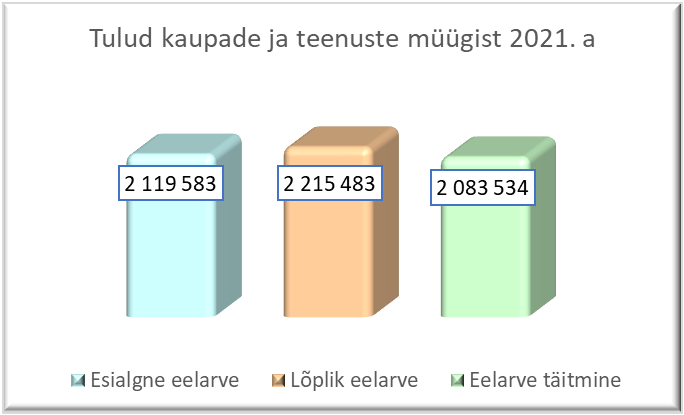 Tulud kaupade ja teenuste müügist 2021. a
2 119 583 2 215 483 2 083 534
Esialgne eelarve Lõplik eelarve Eelarve täitmine